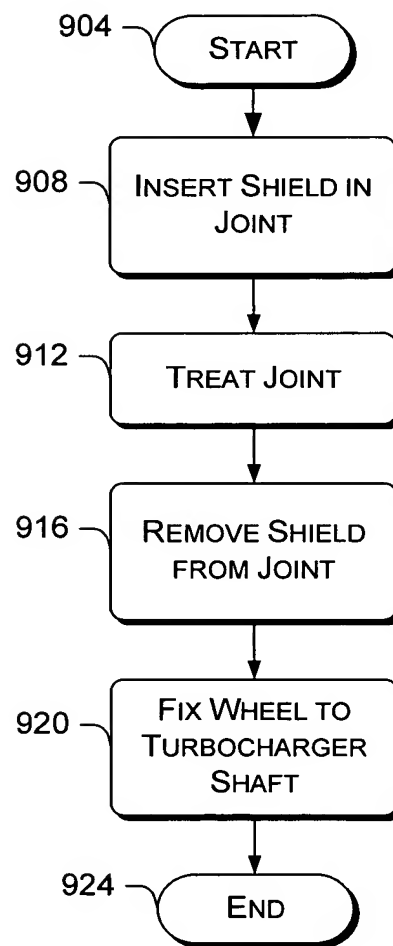 904
START
908
INSERT SHIELD IN
JOINT
912
TREAT JOINT
916
REMOVE SHIELD
FROM JOINT
920
FIX WHEEL TO
TURBOCHARGER
SHAFT
924
END